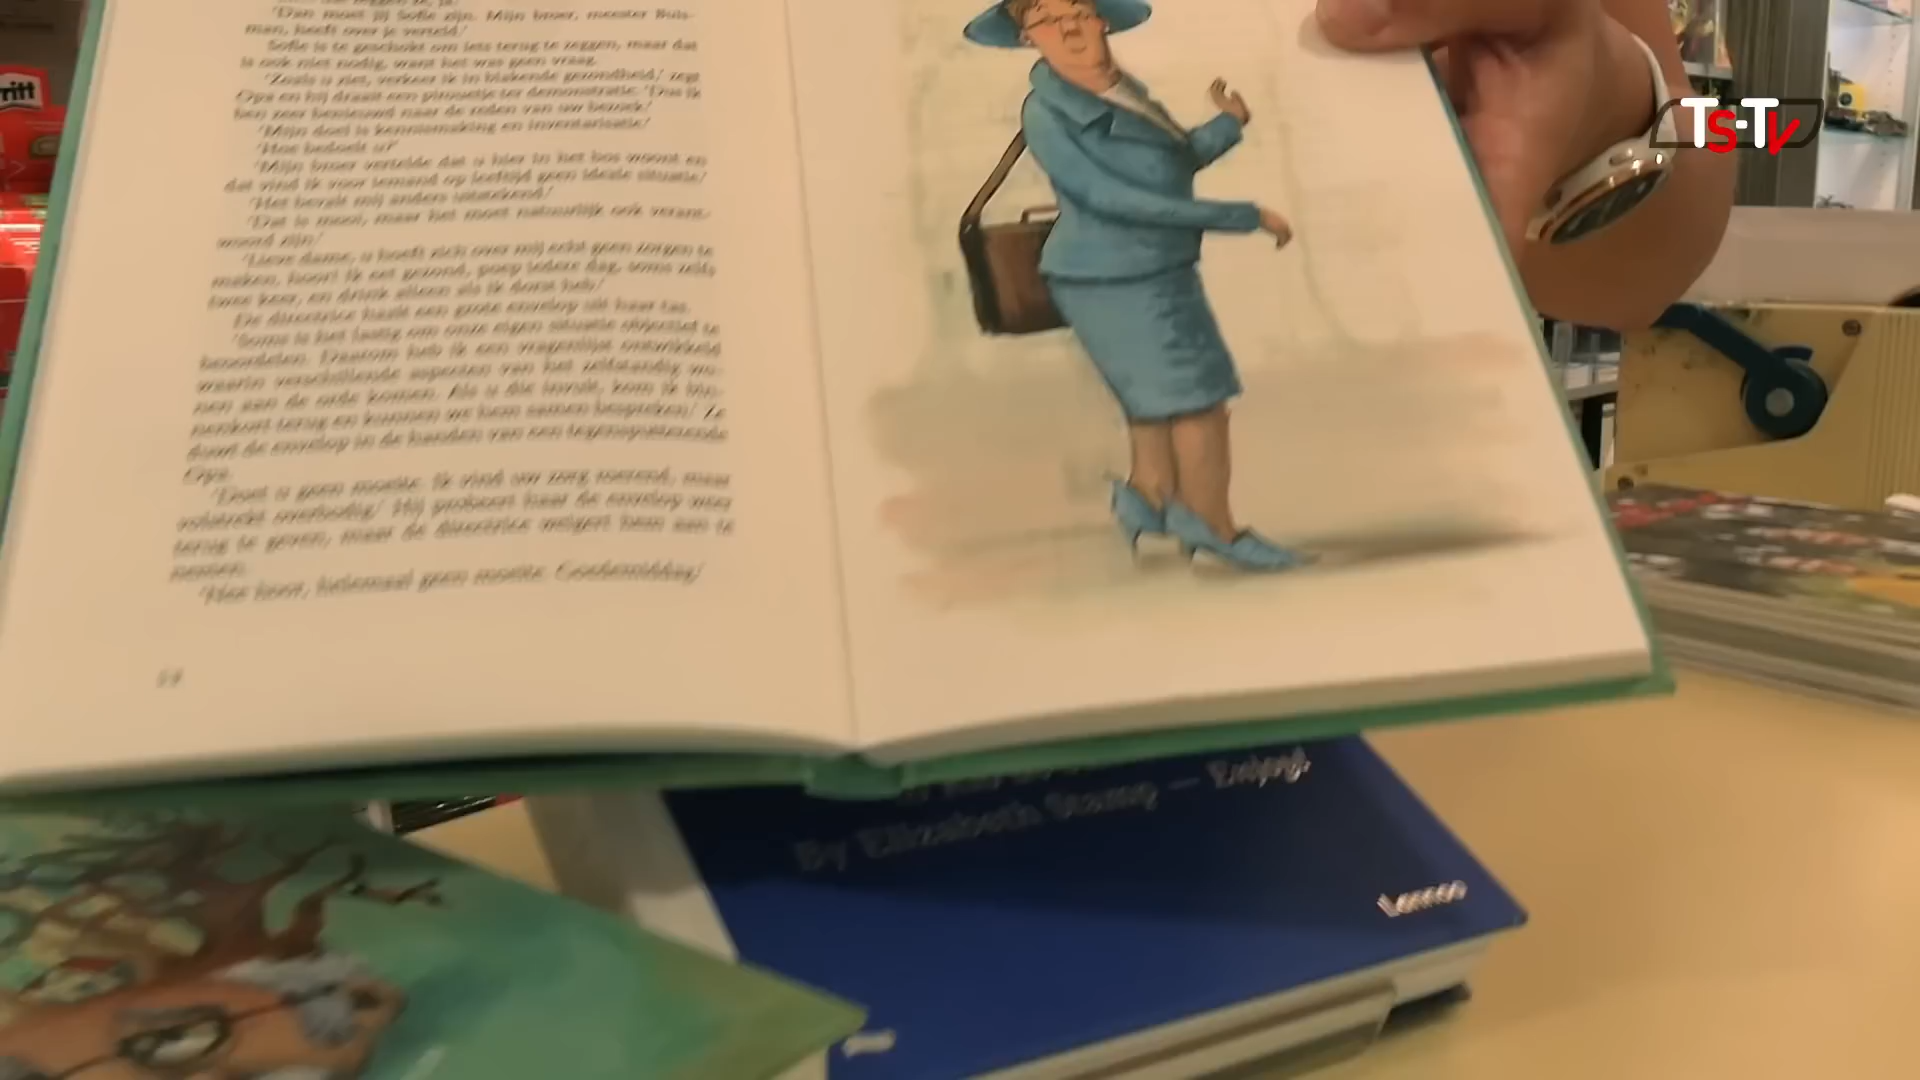 'Dan moet jij Sofie zijn. Mijn broer, meester Buls-
man, heeft over je verteld.'
Sofie is te geschokt om iets terug te zeggen, maar dat
is ook niet nodig, want het was geen vraag.
'Zoals u ziet, verkeer ik in blakende gezondheid,' zegt
Opa en hij draait een pirouetje ter demonstratie. 'Dus ik
ben zeer benieuwd naar de reden van uw bezoek.'
'Mijn doel is kennismaking en inventarisatie.'
'Hoe bedoelt u?'
'Mijn broer vertelde dat u hier in het bos woont en
dat vind ik voor iemand op leeftijd geen ideale situatie.'
'Het bevalt mij anders uitstekend.'
'Dat is mooi, maar het moet natuurlijk ook verant-
woord zijn.'
'Lieve dame, u hoeft zich over mij echt geen zorgen te
maken, hoor! Ik eet gezond, poep iedere dag, soms zelfs
twee keer, en drink alleen als ik dorst heb.'
De directrice haalt een grote envelop uit haar tas.
'Soms is het lastig om onze eigen situatie objectief te
beoordelen. Daarom heb ik een vragenlijst ontwikkeld
waarin verschillende aspecten van het zelfstandig wo-
nen aan de orde komen. Als u die invult, kom ik bin-
nenkort terug en kunnen we hem samen bespreken.' Ze
duwt de envelop in de handen van een tegensputterende
Opa.
'Doet u geen moeite. Ik vind uw zorg roerend, maar
volstrekt overbodig.' Hij probeert haar de envelop weer
terug te geven, maar de directrice weigert hem aan te
nemen.
'Nee hoor, helemaal geen moeite. Goedemiddag.'
By Elizabeth Stamp — Enjoy!
Lannoo
ritt
TS-TV